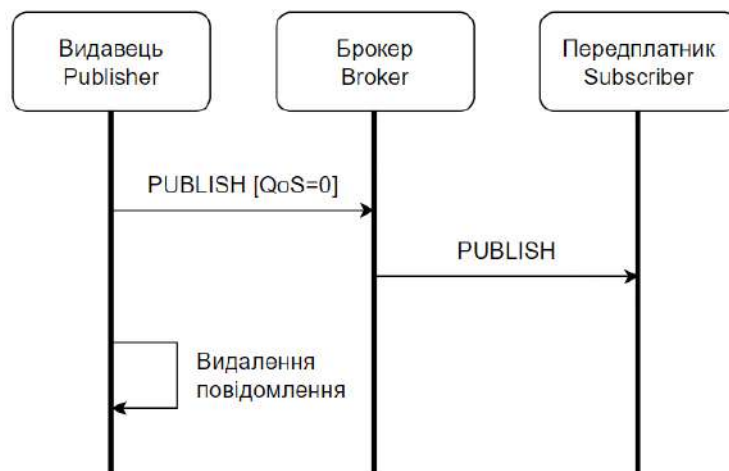 Видавець
Publisher
Брокер
Broker
Передплатник
Subscriber
PUBLISH [QoS=0]
PUBLISH
Видалення
повідомлення